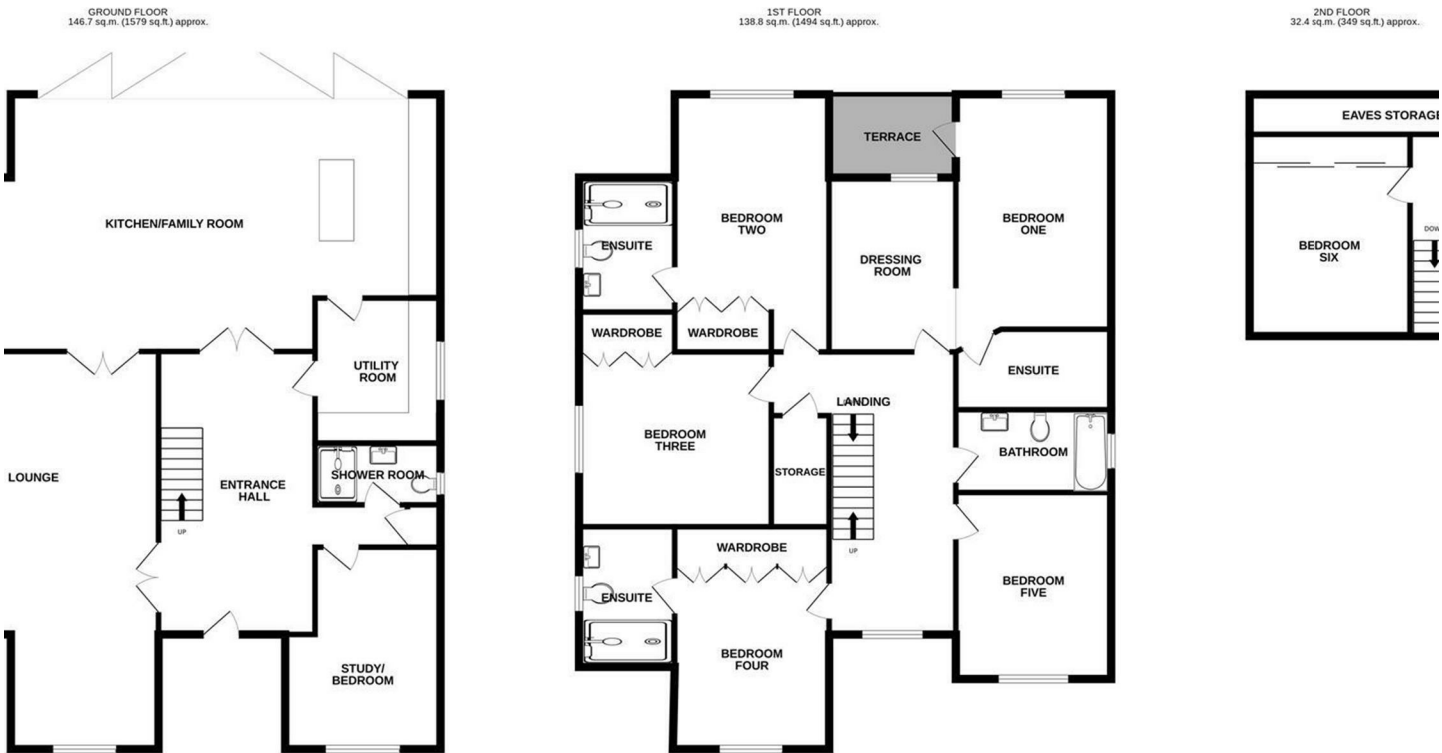 GROUND FLOOR
146.7 sq.m. (1579 sq.ft.) approx.
KITCHEN/FAMILY ROOM
UTILITY
ROOM
LOUNGE
ENTRANCE
HALL
SHOWER ROOM
UP
STUDY/
BEDROOM
1ST FLOOR
138.8 sq.m. (1494 sq.ft.) approx.
TERRACE
BEDROOM
TWO
BEDROOM
ONE
ENSUITE
DRESSING
ROOM
WARDROBE
WARDROBE
ENSUITE
LANDING
BEDROOM
THREE
BATHROOM
STORAGE
UP
WARDROBE
ENSUITE
BEDROOM
FIVE
BEDROOM
FOUR
2ND FLOOR
32.4 sq.m. (349 sq.ft.) approx.
EAVES STORAGE
BEDROOM
SIX